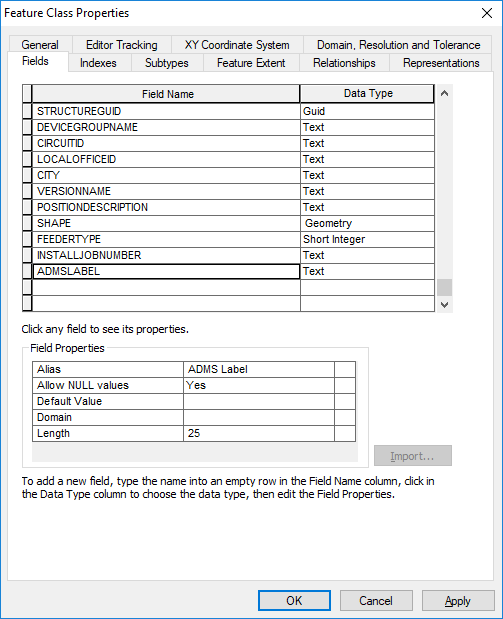 Feature Class Properties
General Editor Tracking XY Coordinate System Domain, Resolution and Tolerance
Fields Indexes Subtypes Feature Extent Relationships Representations
Field Name Data Type
STRUCTUREGUID Guid
DEVICEGROUPNAME Text
CIRCUITID Text
LOCALOFFICEID Text
CITY Text
VERSIONNAME Text
POSITIONDESCRIPTION Text
SHAPE Geometry
FEEDERTYPE Short Integer
INSTALLJOBNUMBER Text
ADMSLABEL Text
Click any field to see its properties.
Field Properties
Alias ADMS Label
Allow NULL values Yes
Default Value
Domain
Length 25
Import...
To add a new field, type the name into an empty row in the Field Name column, click in
the Data Type column to choose the data type, then edit the Field Properties.
OK Cancel Apply